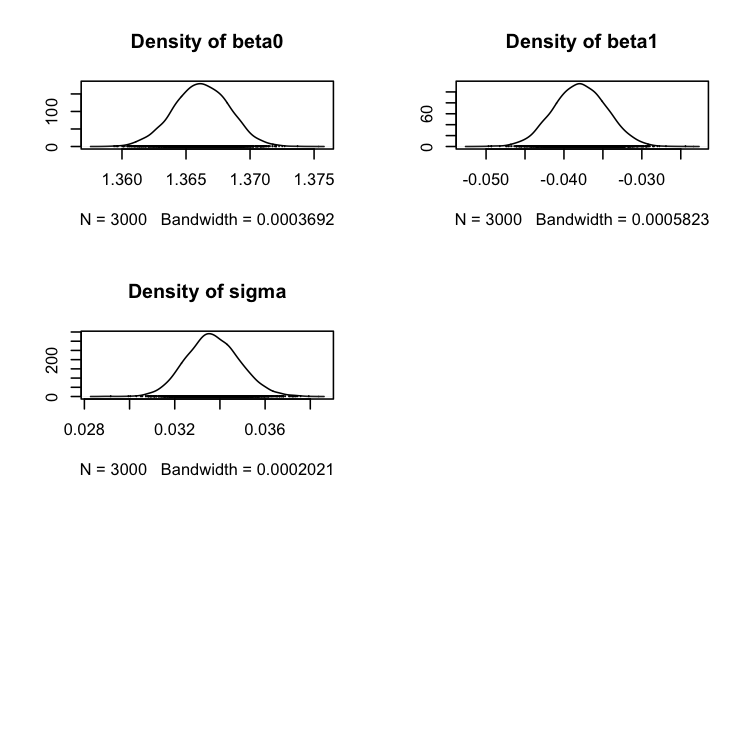 Density of beta0
100
0
1.360 1.365 1.370 1.375
N = 3000 Bandwidth = 0.0003692
Density of beta1
60
0
-0.050 -0.040 -0.030
N = 3000 Bandwidth = 0.0005823
Density of sigma
200
0
0.028 0.032 0.036
N = 3000 Bandwidth = 0.0002021